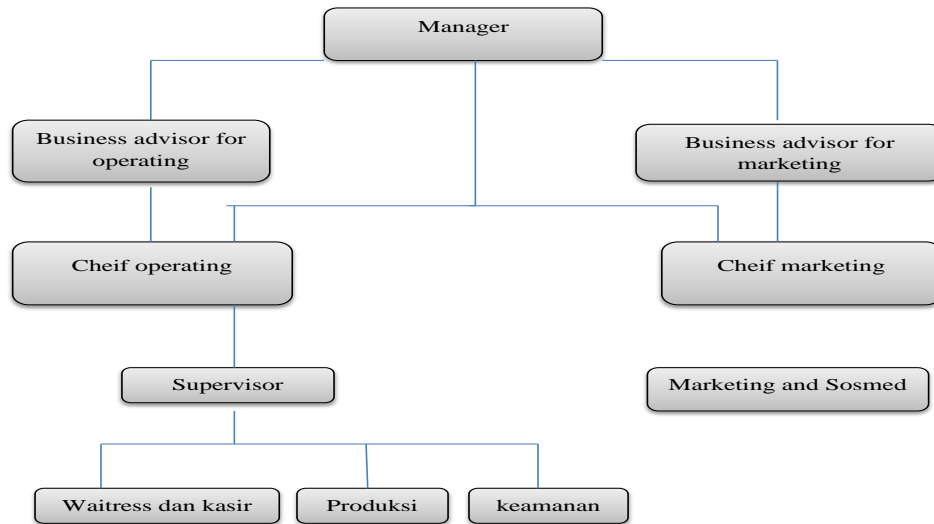 Manager
Business advisor for
operating
Business advisor for
marketing
Cheif operating
Cheif marketing
Supervisor
Marketing and Sosmed
Waitress dan kasir
Produksi
keamanan